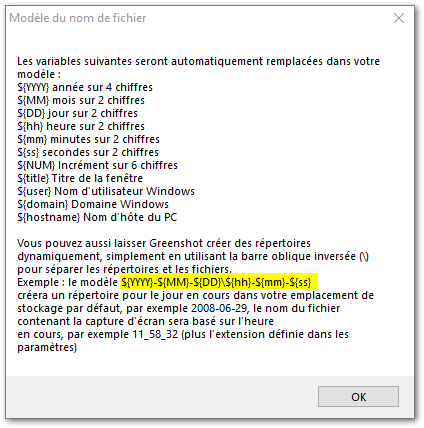 Modèle du nom de fichier
Les variables suivantes seront automatiquement remplacées dans votre
modèle :
${YYYY} année sur 4 chiffres
${MM} mois sur 2 chiffres
${DD} jour sur 2 chiffres
${hh} heure sur 2 chiffres
${mm} minutes sur 2 chiffres
${ss} secondes sur 2 chiffres
${NUM} Incrément sur 6 chiffres
${title} Titre de la fenêtre
${user} Nom d'utilisateur Windows
${domain} Domaine Windows
${hostname} Nom d'hôte du PC
Vous pouvez aussi laisser Greenshot créer des répertoires
dynamiquement, simplement en utilisant la barre oblique inversée (\)
pour séparer les répertoires et les fichiers.
Exemple : le modèle ${YYYY}-${MM}-${DD}\${hh}-${mm}-${ss}
créera un répertoire pour le jour en cours dans votre emplacement de
stockage par défaut, par exemple 2008-06-29, le nom du fichier
contenant la capture d'écran sera basé sur l'heure
en cours, par exemple 11_58_32 (plus l'extension définie dans les
paramètres)
OK